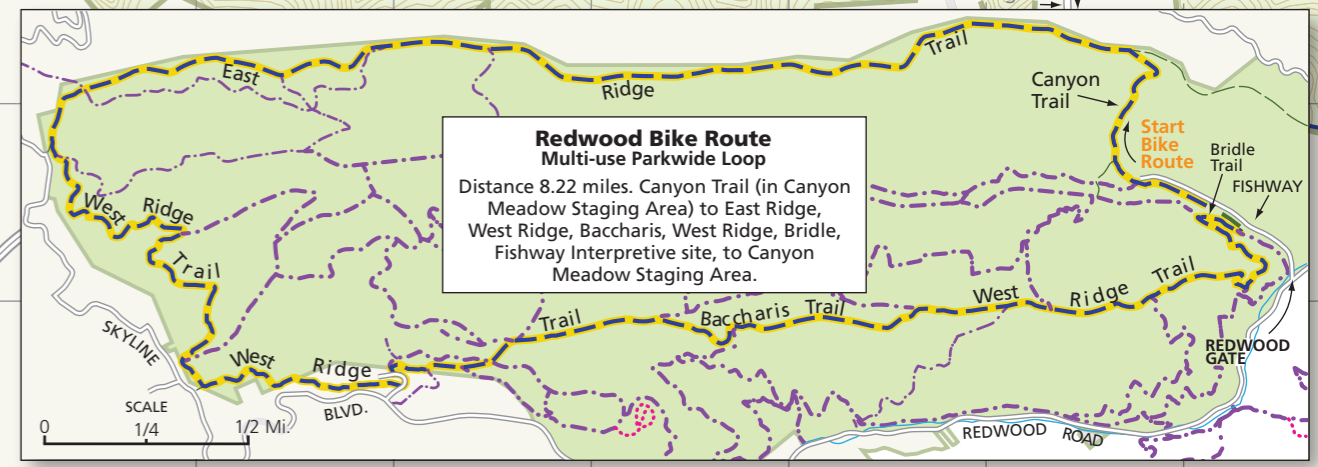 East
Ridge
Trail
Canyon
Trail
Start
Bike
Route
Bridle
Trail
FISHWAY
Redwood Bike Route
Multi-use Parkwide Loop
Distance 8.22 miles. Canyon Trail (in Canyon
Meadow Staging Area) to East Ridge,
West Ridge, Baccharis, West Ridge, Bridle,
Fishway Interpretive site, to Canyon
Meadow Staging Area.
West Ridge
Trail
Trail Baccharis Trail
West Ridge Trail
SKYLINE
West Ridge
BLVD.
REDWOOD
GATE
REDWOOD ROAD
SCALE
0 1/4 1/2 Mi.